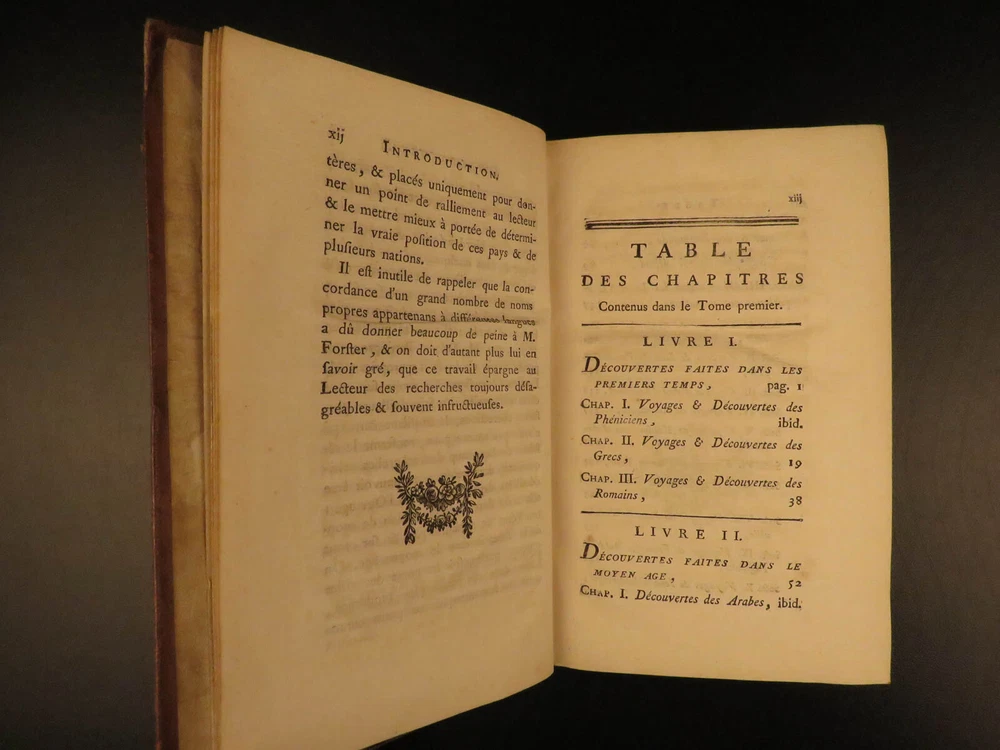 xij
INTRODUCTION.
tères, & placés uniquement pour don-
ner un point de ralliement au lecteur
& le mettre mieux à portée de détermi-
ner la vraie poſition de ces pays & de
pluſieurs nations.
Il eſt inutile de rappeler que la con-
cordance d'un grand nombre de noms
propres appartenans à différentes langues
a dû donner beaucoup de peine à M.
Forſter, & on doit d'autant plus lui en
ſavoir gré, que ce travail épargne au
Lecteur des recherches toujours déſa-
gréables & ſouvent infructueuſes.
xiij
TABLE
DES CHAPITRES
Contenus dans le Tome premier.
LIVRE I.
DÉCOUVERTES FAITES DANS LES
PREMIERS TEMPS, pag. 1
CHAP. I. Voyages & Découvertes des
Phéniciens, ibid.
CHAP. II. Voyages & Découvertes des
Grecs, 19
CHAP. III. Voyages & Découvertes des
Romains, 38
LIVRE II.
DÉCOUVERTES FAITES DANS LE
MOYEN AGE, 52
CHAP. I. Découvertes des Arabes, ibid.